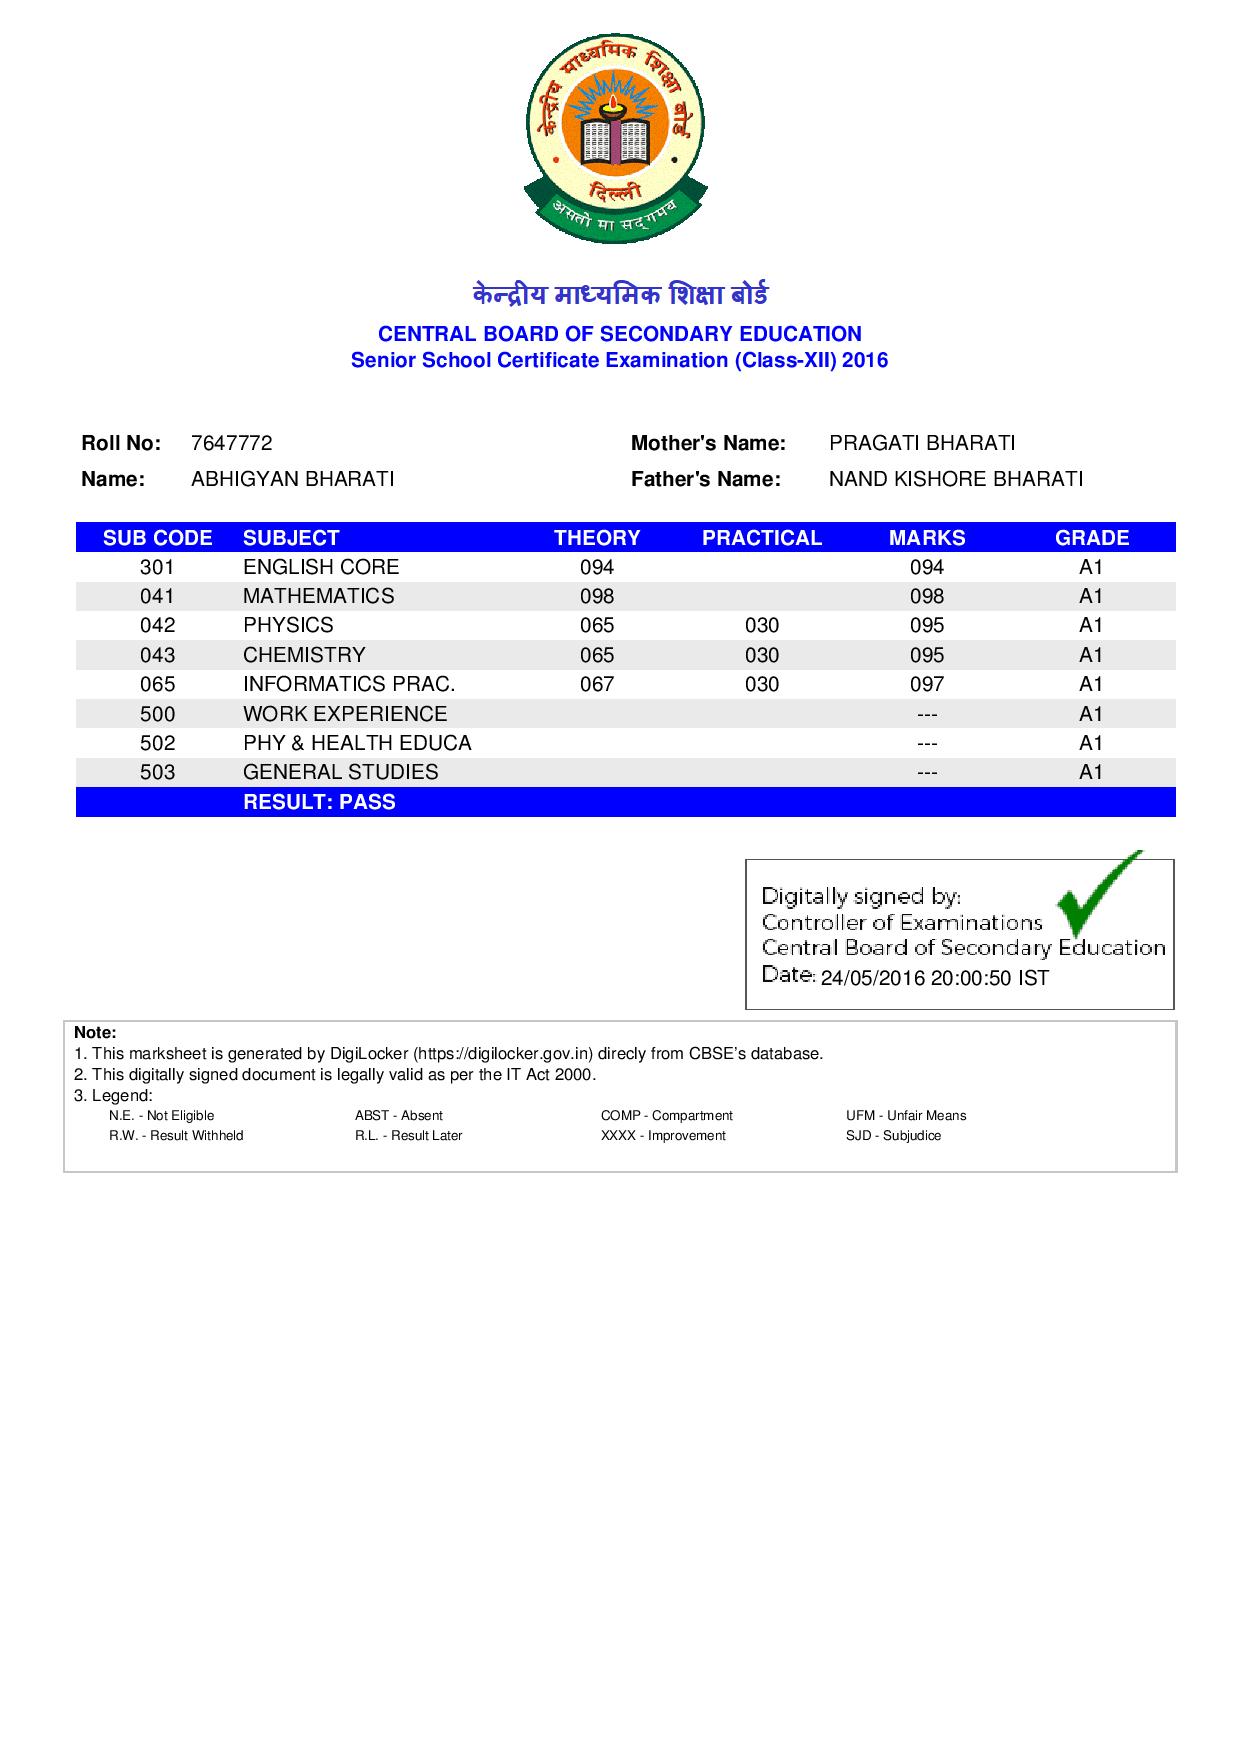 केन्द्रीय माध्यमिक शिक्षा बोर्ड
दिल्ली
असतो मा सद्गमय
केन्द्रीय माध्यमिक शिक्षा बोर्ड
CENTRAL BOARD OF SECONDARY EDUCATION
Senior School Certificate Examination (Class-XII) 2016
Roll No: 7647772 Mother's Name: PRAGATI BHARATI
Name: ABHIGYAN BHARATI Father's Name: NAND KISHORE BHARATI
SUB CODE SUBJECT THEORY PRACTICAL MARKS GRADE
301 ENGLISH CORE 094 094 A1
041 MATHEMATICS 098 098 A1
042 PHYSICS 065 030 095 A1
043 CHEMISTRY 065 030 095 A1
065 INFORMATICS PRAC. 067 030 097 A1
500 WORK EXPERIENCE --- A1
502 PHY & HEALTH EDUCA --- A1
503 GENERAL STUDIES --- A1
RESULT: PASS
Digitally signed by:
Controller of Examinations
Central Board of Secondary Education
Date: 24/05/2016 20:00:50 IST
Note:
1. This marksheet is generated by DigiLocker (https://digilocker.gov.in) direcly from CBSE's database.
2. This digitally signed document is legally valid as per the IT Act 2000.
3. Legend:
N.E. - Not Eligible ABST - Absent COMP - Compartment UFM - Unfair Means
R.W. - Result Withheld R.L. - Result Later XXXX - Improvement SJD - Subjudice